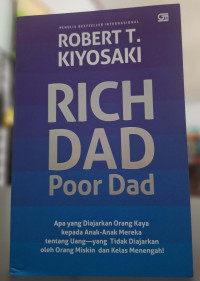 PENULIS BESTSELLER INTERNASIONAL
ROBERT T.
KIYOSAKI
RICH
DAD
Poor Dad
Apa yang Diajarkan Orang Kaya
kepada Anak-Anak Mereka
tentang Uang—yang Tidak Diajarkan
oleh Orang Miskin dan Kelas Menengah!